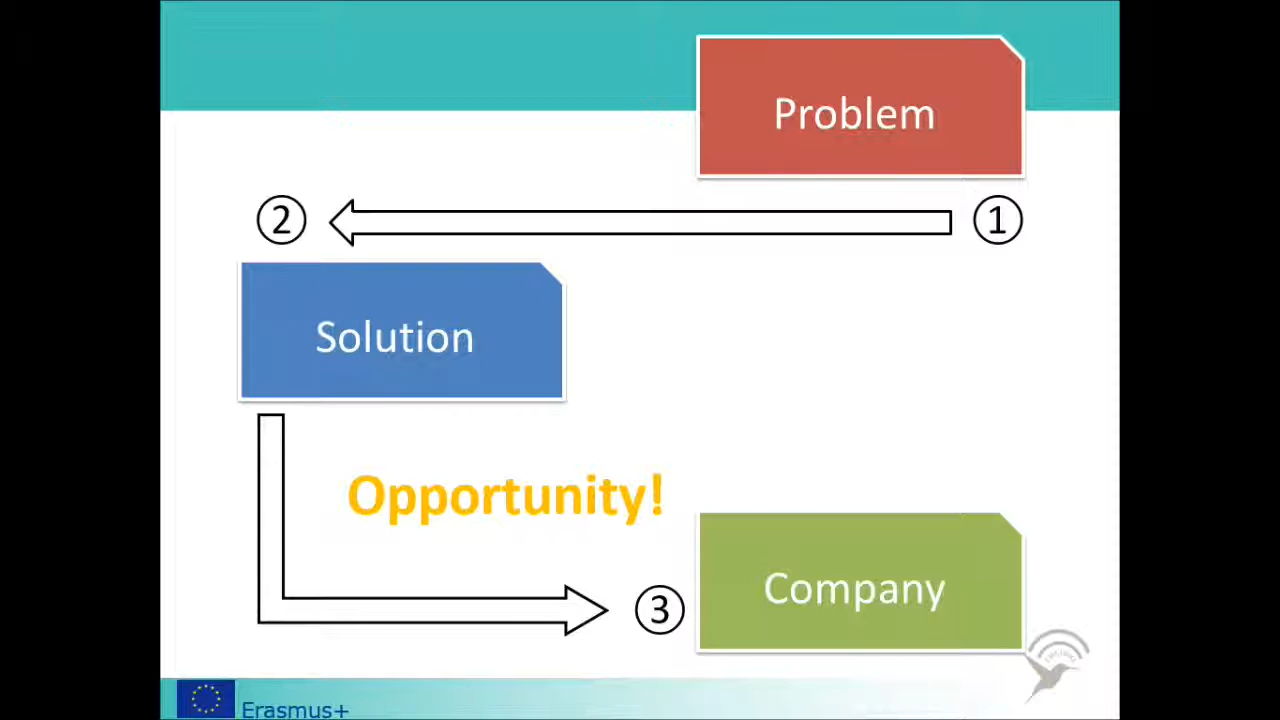 Problem
② ①
Solution
Opportunity!
③ Company
Erasmus+